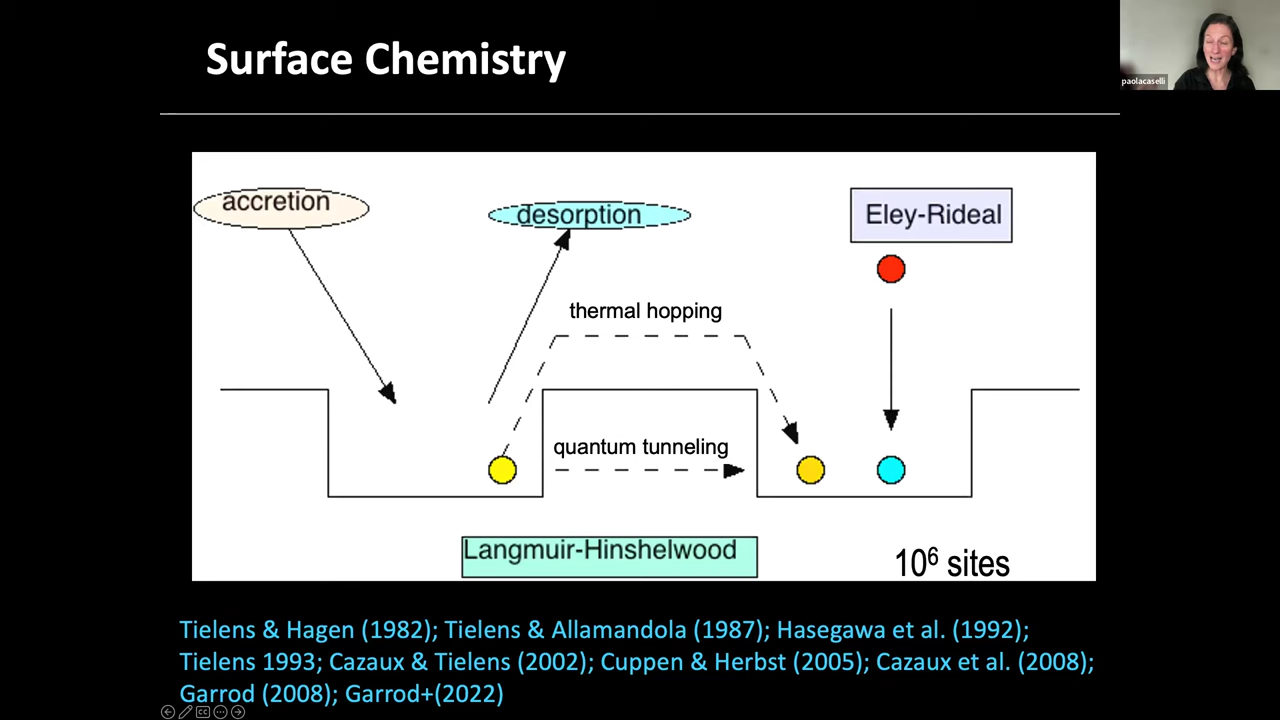 Surface Chemistry
paolacaselli
accretion
desorption
Eley-Rideal
thermal hopping
quantum tunneling
Langmuir-Hinshelwood
10⁶ sites
Tielens & Hagen (1982); Tielens & Allamandola (1987); Hasegawa et al. (1992);
Tielens 1993; Cazaux & Tielens (2002); Cuppen & Herbst (2005); Cazaux et al. (2008);
Garrod (2008); Garrod+(2022)
CC